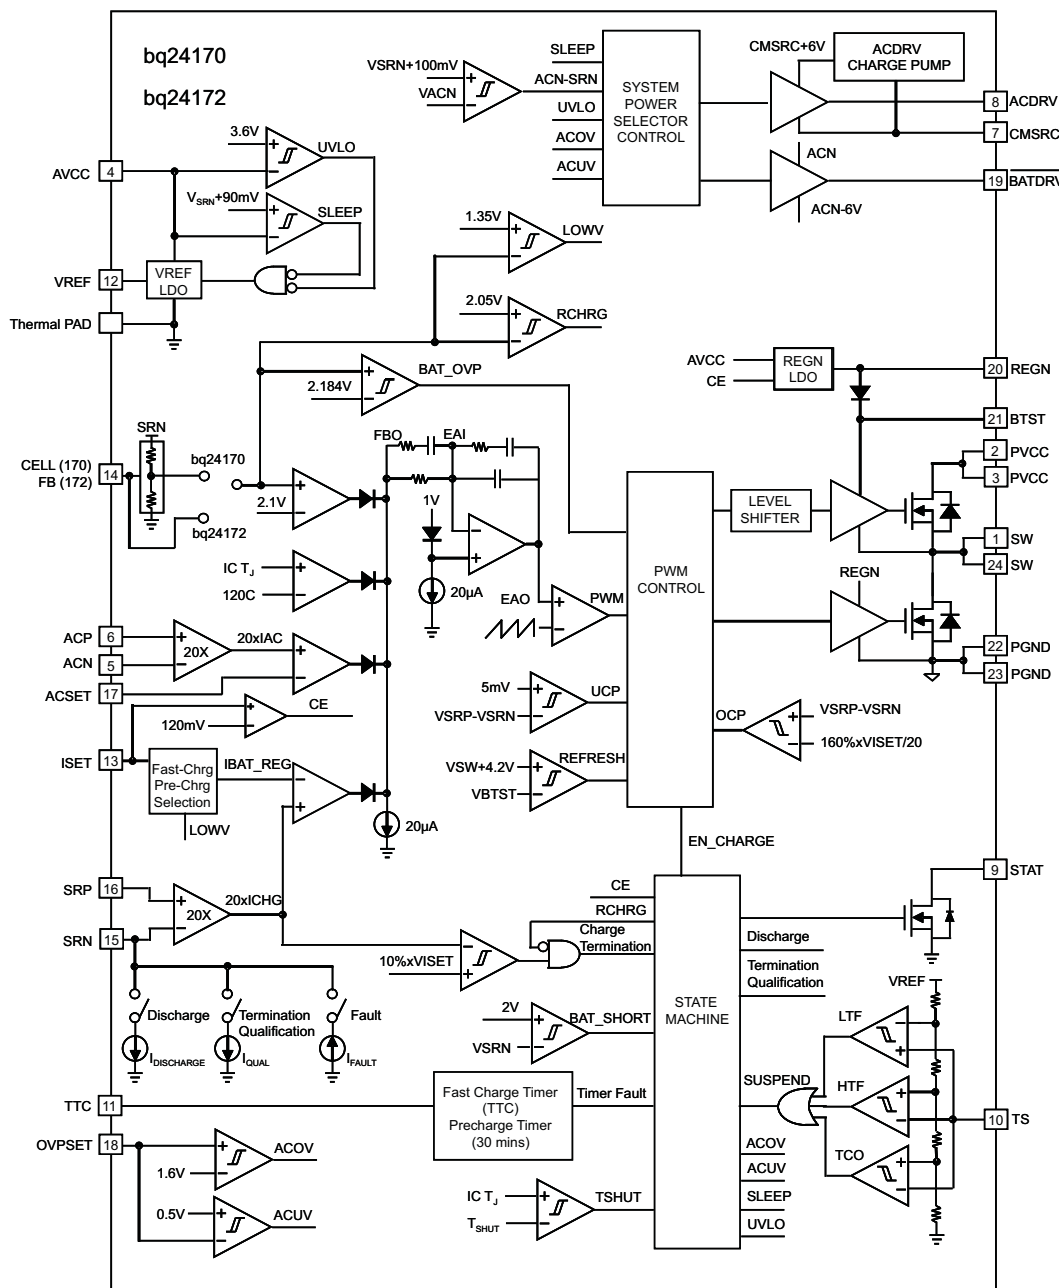 bq24170
bq24172
VSRN+100mV
VACN
+
−
ACN-SRN
SLEEP
UVLO
ACOV
ACUV
SYSTEM
POWER
SELECTOR
CONTROL
CMSRC+6V
ACDRV
CHARGE PUMP
8 ACDRV
7 CMSRC
ACN
19 BATDRV
ACN-6V
3.6V
+
−
UVLO
AVCC 4
VSRN+90mV
+
−
SLEEP
VREF 12
VREF
LDO
Thermal PAD
1.35V
+
−
LOWV
2.05V
+
−
RCHRG
+
−
BAT_OVP
2.184V
AVCC
CE
REGN
LDO
20 REGN
21 BTST
2 PVCC
3 PVCC
1 SW
24 SW
SRN
CELL (170)
FB (172)
14
bq24170
bq24172
+
−
2.1V
FBO
EAI
1V
−
+
20µA
IC TJ
120C
+
−
EAO
+
−
PWM
PWM
CONTROL
LEVEL
SHIFTER
REGN
22 PGND
23 PGND
ACP 6
ACN 5
ACSET 17
+
−
20X
20xIAC
+
−
+
−
120mV
CE
ISET 13
Fast-Chrg
Pre-Chrg
Selection
IBAT_REG
LOWV
−
+
20µA
5mV
VSRP-VSRN
+
−
UCP
VSW+4.2V
VBTST
+
−
REFRESH
OCP
+
−
VSRP-VSRN
160%xVISET/20
EN_CHARGE
SRP 16
SRN 15
+
−
20X
20xICHG
−
+
10%xVISET
CE
RCHRG
Charge
Termination
STATE
MACHINE
Discharge
Termination
Qualification
9 STAT
Discharge
Termination
Qualification
Fault
IDISCHARGE
IQUAL
IFAULT
2V
VSRN
+
−
BAT_SHORT
VREF
LTF
−
+
HTF
+
−
TCO
+
−
SUSPEND
10 TS
TTC 11
Fast Charge Timer
(TTC)
Precharge Timer
(30 mins)
Timer Fault
OVPSET 18
+
−
1.6V
ACOV
0.5V
+
−
ACUV
IC TJ
TSHUT
+
−
TSHUT
ACOV
ACUV
SLEEP
UVLO